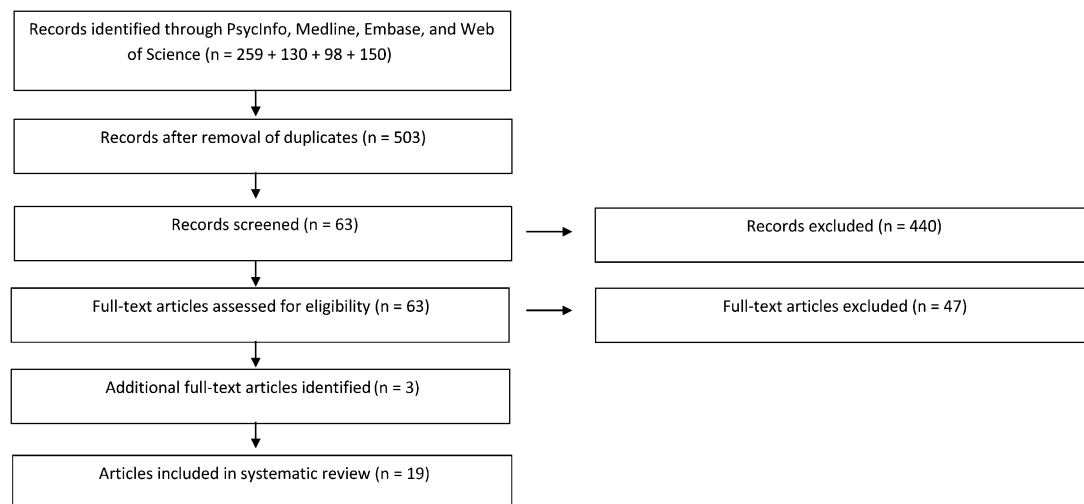 Records identified through PsycInfo, Medline, Embase, and Web
of Science (n = 259 + 130 + 98 + 150)
Records after removal of duplicates (n = 503)
Records screened (n = 63)
Records excluded (n = 440)
Full-text articles assessed for eligibility (n = 63)
Full-text articles excluded (n = 47)
Additional full-text articles identified (n = 3)
Articles included in systematic review (n = 19)